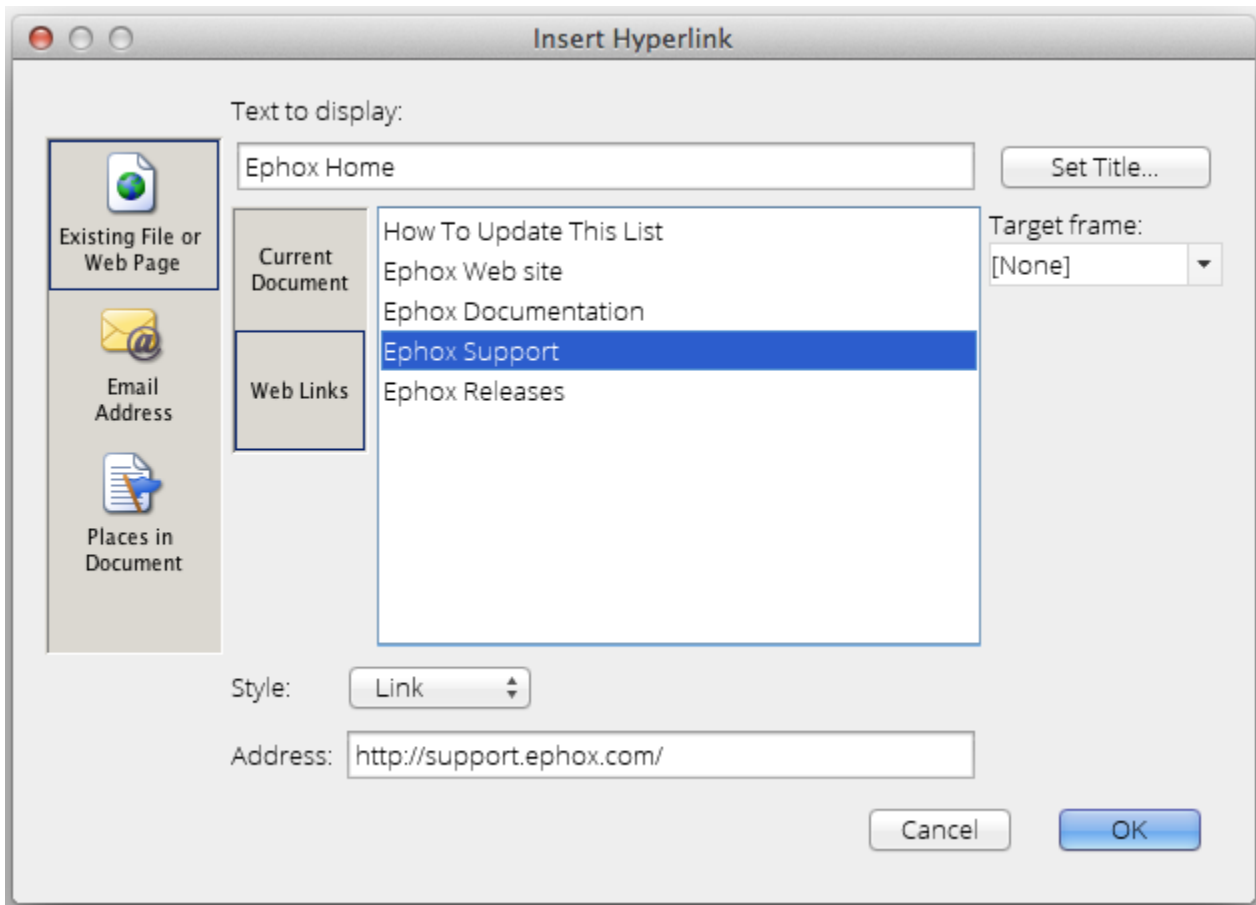 Insert Hyperlink
Text to display:
Ephox Home
Set Title...
Existing File or
Web Page
Email
Address
Places in
Document
Current
Document
Web Links
How To Update This List
Ephox Web site
Ephox Documentation
Ephox Support
Ephox Releases
Target frame:
[None]
Style:
Link
Address:
http://support.ephox.com/
Cancel
OK